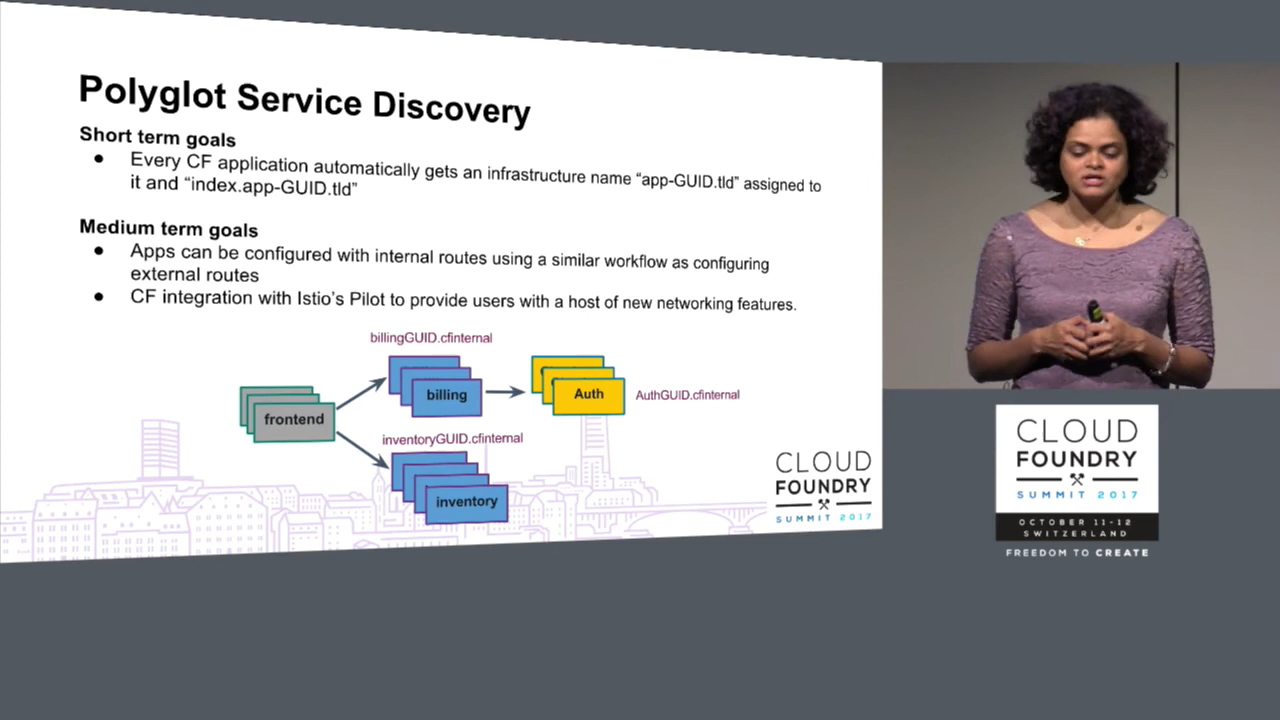 Polyglot Service Discovery
Short term goals
● Every CF application automatically gets an infrastructure name “app-GUID.tld” assigned to
it and “index.app-GUID.tld”
Medium term goals
● Apps can be configured with internal routes using a similar workflow as configuring
external routes
● CF integration with Istio’s Pilot to provide users with a host of new networking features.
billingGUID.cfinternal
billing
Auth
AuthGUID.cfinternal
frontend
inventoryGUID.cfinternal
inventory
CLOUD
FOUNDRY
SUMMIT 2017
CLOUD
FOUNDRY
SUMMIT 2017
OCTOBER 11-12
SWITZERLAND
FREEDOM TO CREATE